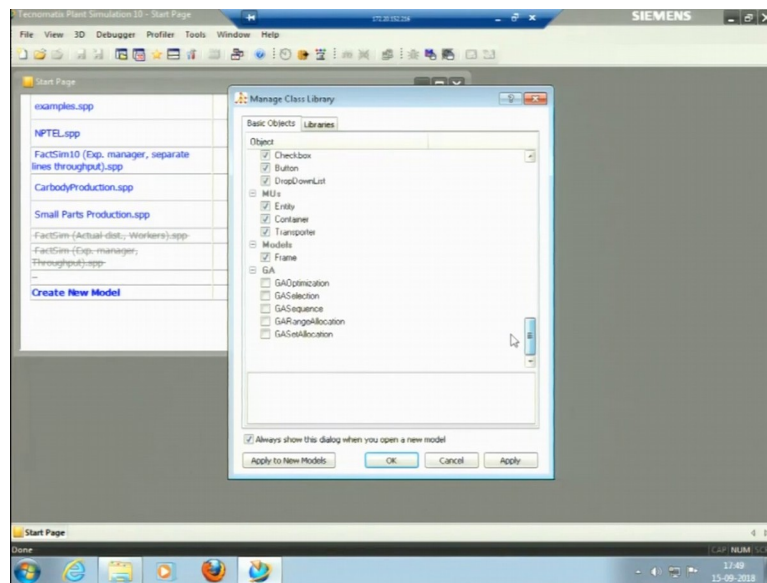 Tecnomatix Plant Simulation 10 - Start Page
172.20.152.216
SIEMENS
File View 3D Debugger Profiler Tools Window Help
Start Page
examples.spp
NPTEL.spp
FactSim10 (Exp. manager, separate
lines throughput).spp
CarbodyProduction.spp
Small Parts Production.spp
FactSim (Actual dist., Workers).spp
FactSim (Exp. manager,
Throughput).spp
Create New Model
Manage Class Library
Basic Objects Libraries
Object
Checkbox
Button
DropDownList
MUs
Entity
Container
Transporter
Models
Frame
GA
GAOptimization
GASelection
GASequence
GARangeAllocation
GASetAllocation
Always show this dialog when you open a new model
Apply to New Models OK Cancel Apply
Start Page
Done
CAP NUM
17:49
15-09-2018